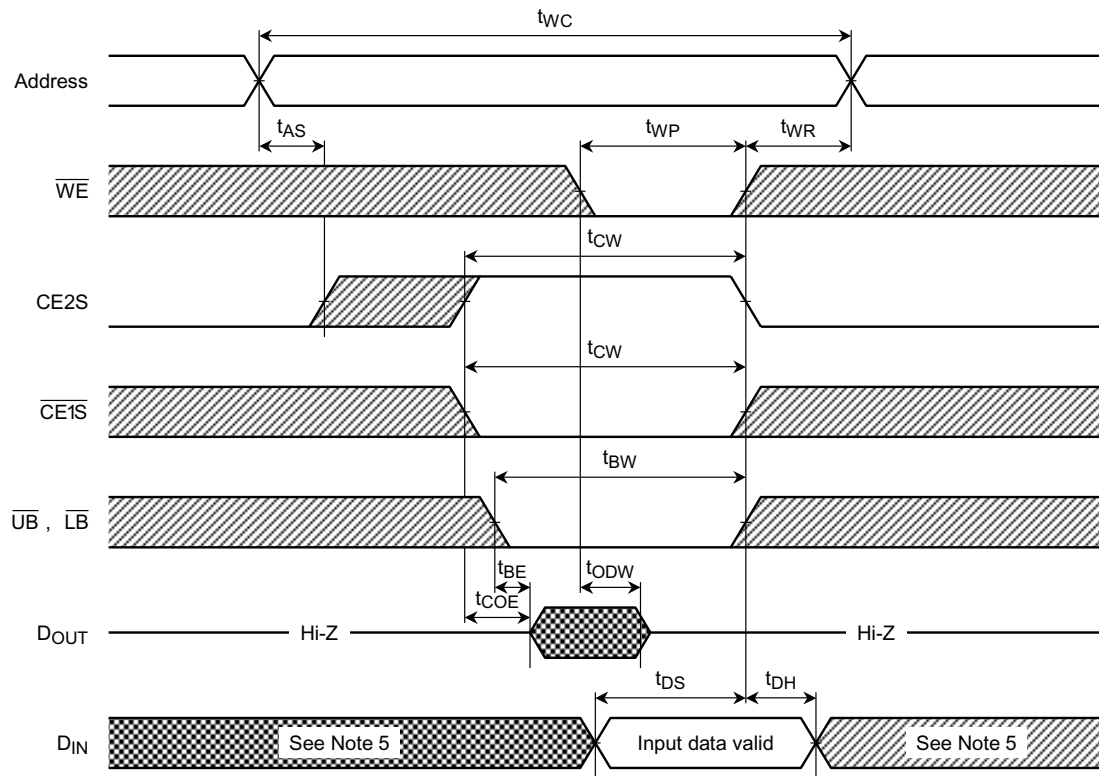 tWC
Address
tAS
tWP
tWR
WE
tCW
CE2S
tCW
CE1S
tBW
UB , LB
tBE
tODW
tCOE
DOUT
Hi-Z
Hi-Z
tDS
tDH
DIN
See Note 5
Input data valid
See Note 5